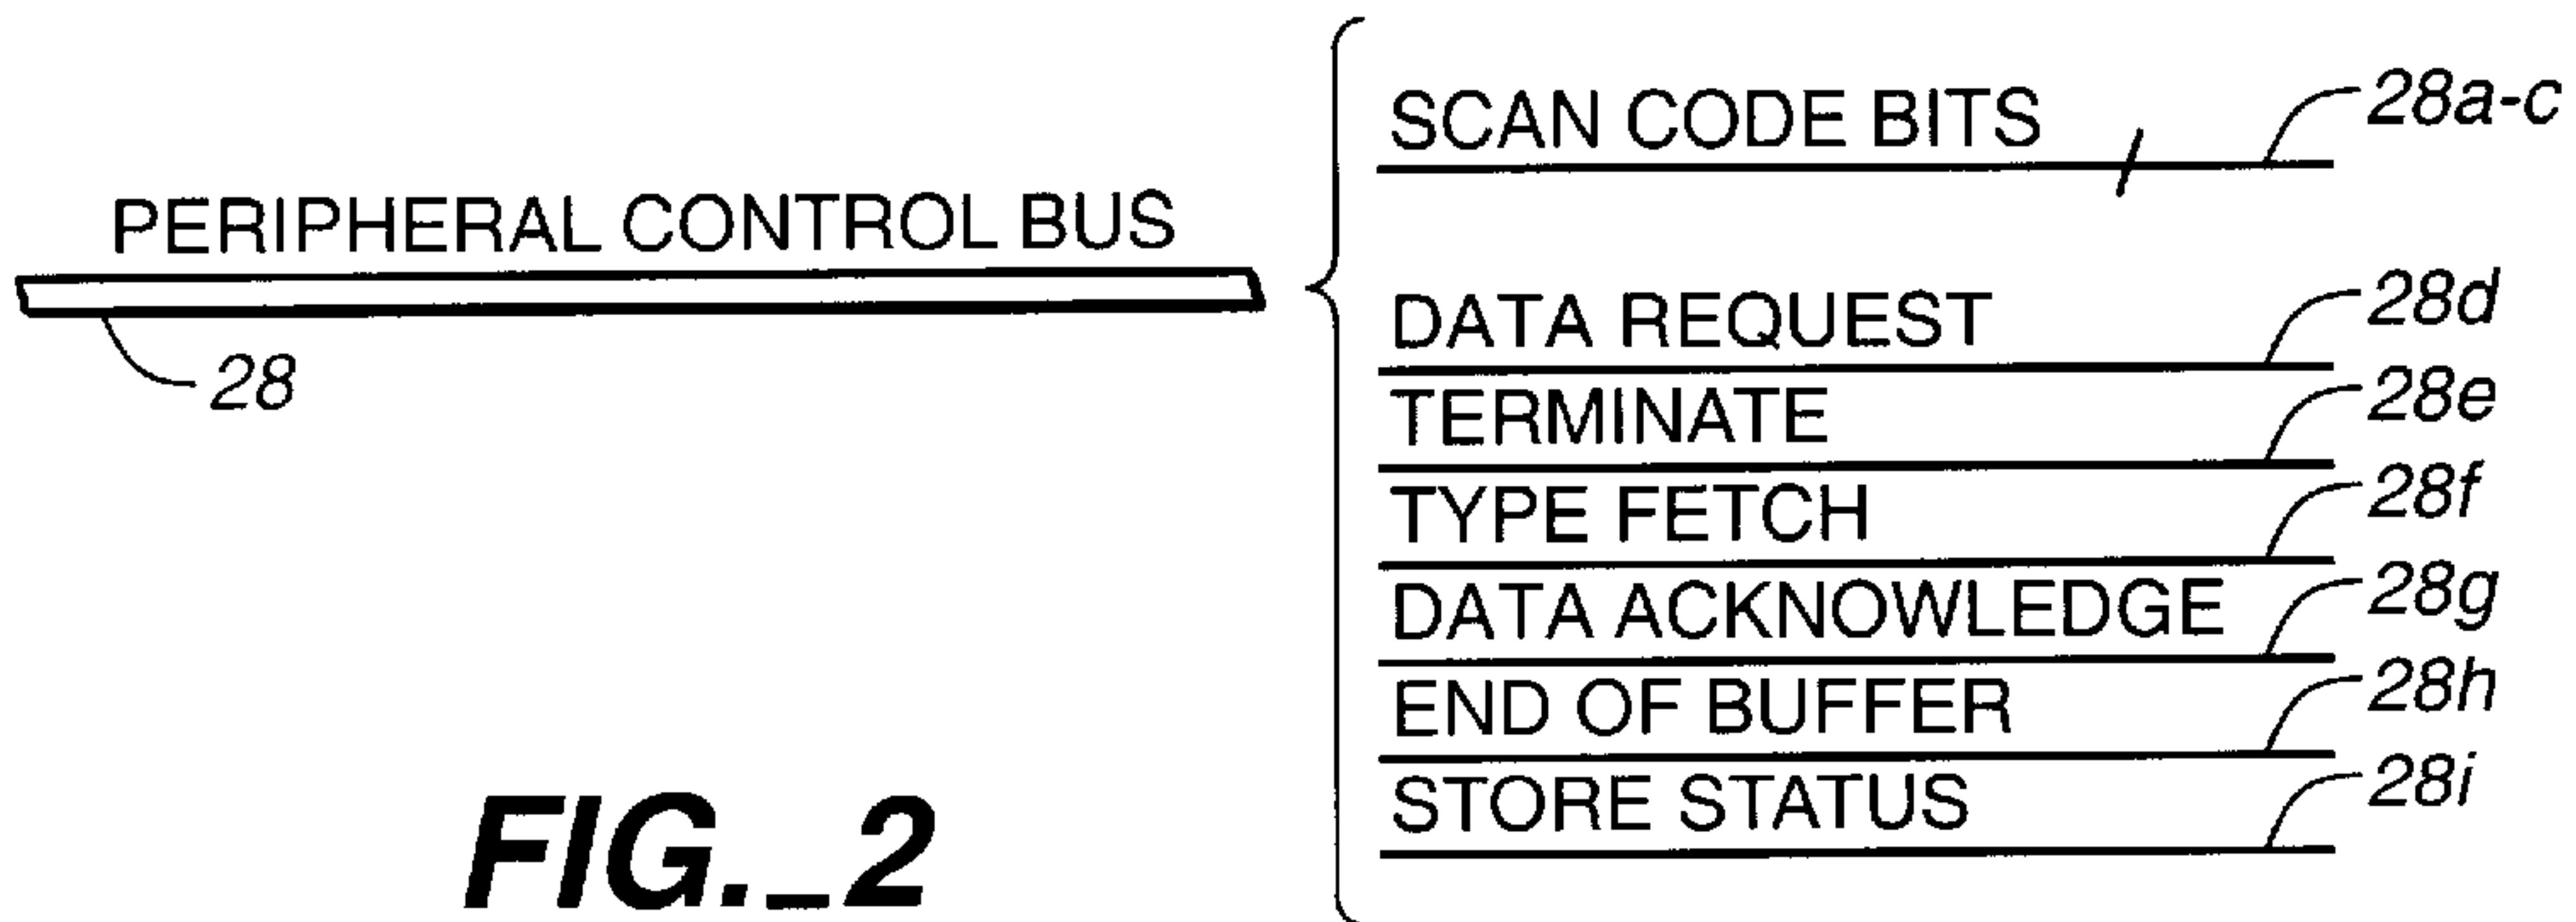 PERIPHERAL CONTROL BUS
28
SCAN CODE BITS 28a-c
DATA REQUEST 28d
TERMINATE 28e
TYPE FETCH 28f
DATA ACKNOWLEDGE 28g
END OF BUFFER 28h
STORE STATUS 28i
FIG._2